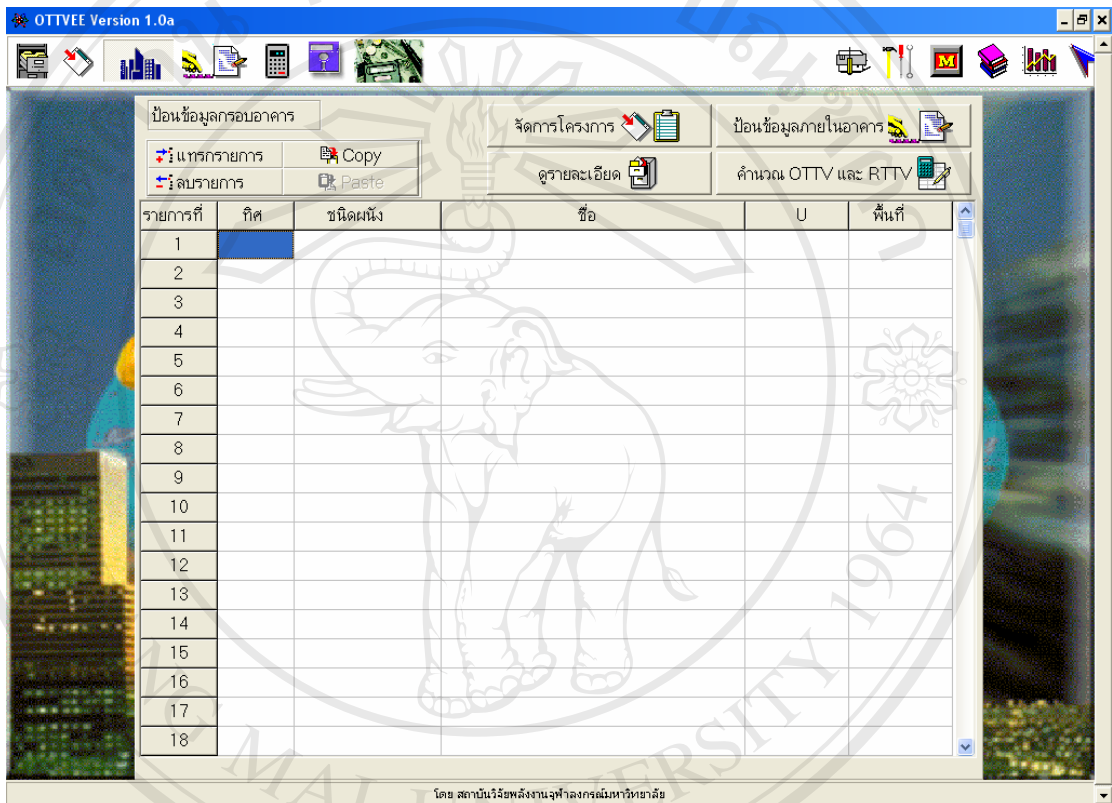 OTTVEE Version 1.0a
ป้อนข้อมูลกรอบอาคาร
จัดการโครงการ
ป้อนข้อมูลภายในอาคาร
แทรกรายการ Copy
ลบรายการ Paste
ดูรายละเอียด
คำนวณ OTTV และ RTTV
รายการที่ ทิศ ชนิดผนัง ชื่อ U พื้นที่
1
2
3
4
5
6
7
8
9
10
11
12
13
14
15
16
17
18
โดย สถาบันวิจัยพลังงานจุฬาลงกรณ์มหาวิทยาลัย
1964